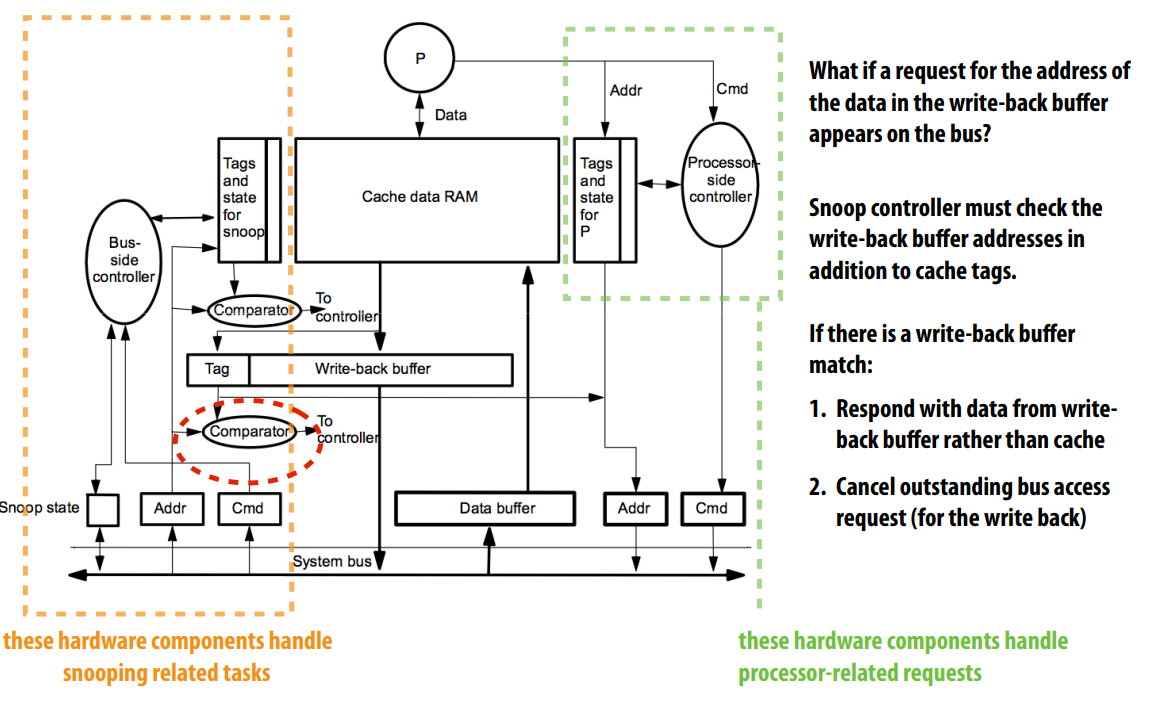 P
Data
Addr
Cmd
Tags
and
state
for
snoop
Cache data RAM
Tags
and
state
for
P
Processor-
side
controller
Bus-
side
controller
Comparator
To
controller
Tag
Write-back buffer
Comparator
To
controller
Snoop state
Addr
Cmd
Data buffer
Addr
Cmd
System bus
these hardware components handle
snooping related tasks
these hardware components handle
processor-related requests
What if a request for the address of
the data in the write-back buffer
appears on the bus?
Snoop controller must check the
write-back buffer addresses in
addition to cache tags.
If there is a write-back buffer
match:
1. Respond with data from write-
back buffer rather than cache
2. Cancel outstanding bus access
request (for the write back)